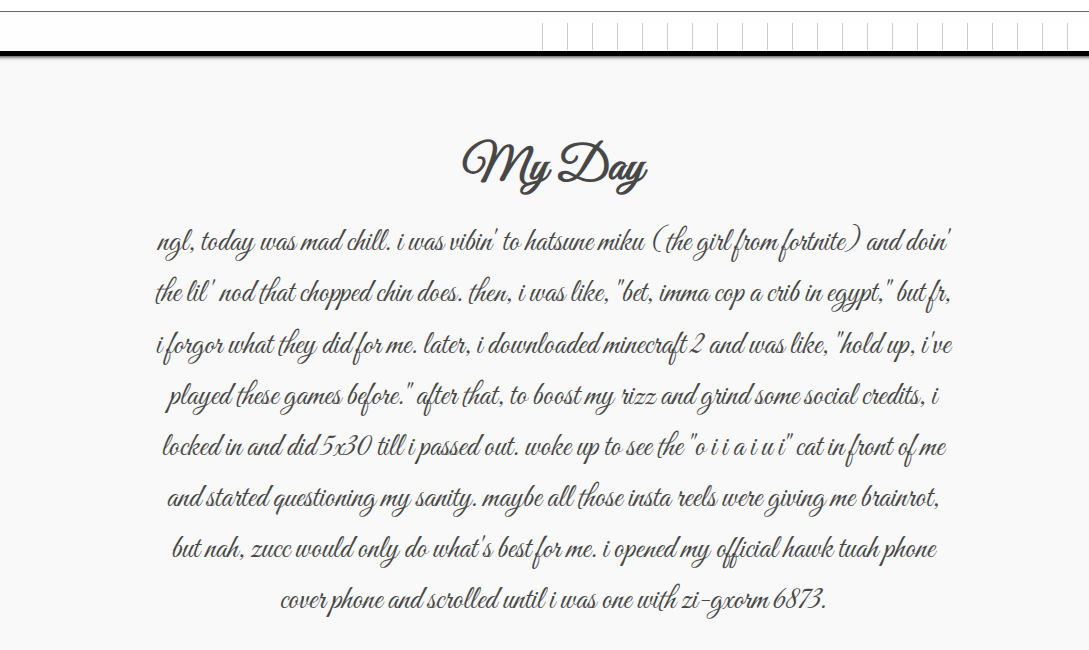 My Day
ngl, today was mad chill. i was vibin' to hatsune miku (the girl from fortnite) and doin'
the lil' nod that chopped chin does. then, i was like, "bet, imma cop a crib in egypt," but fr,
i forgor what they did for me. later, i downloaded minecraft 2 and was like, "hold up, i've
played these games before." after that, to boost my rizz and grind some social credits, i
locked in and did 5x30 till i passed out. woke up to see the "o i i a i u i" cat in front of me
and started questioning my sanity. maybe all those insta reels were giving me brainrot,
but nah, zucc would only do what's best for me. i opened my official hawk tuah phone
cover phone and scrolled until i was one with zi-gxorm 6873.